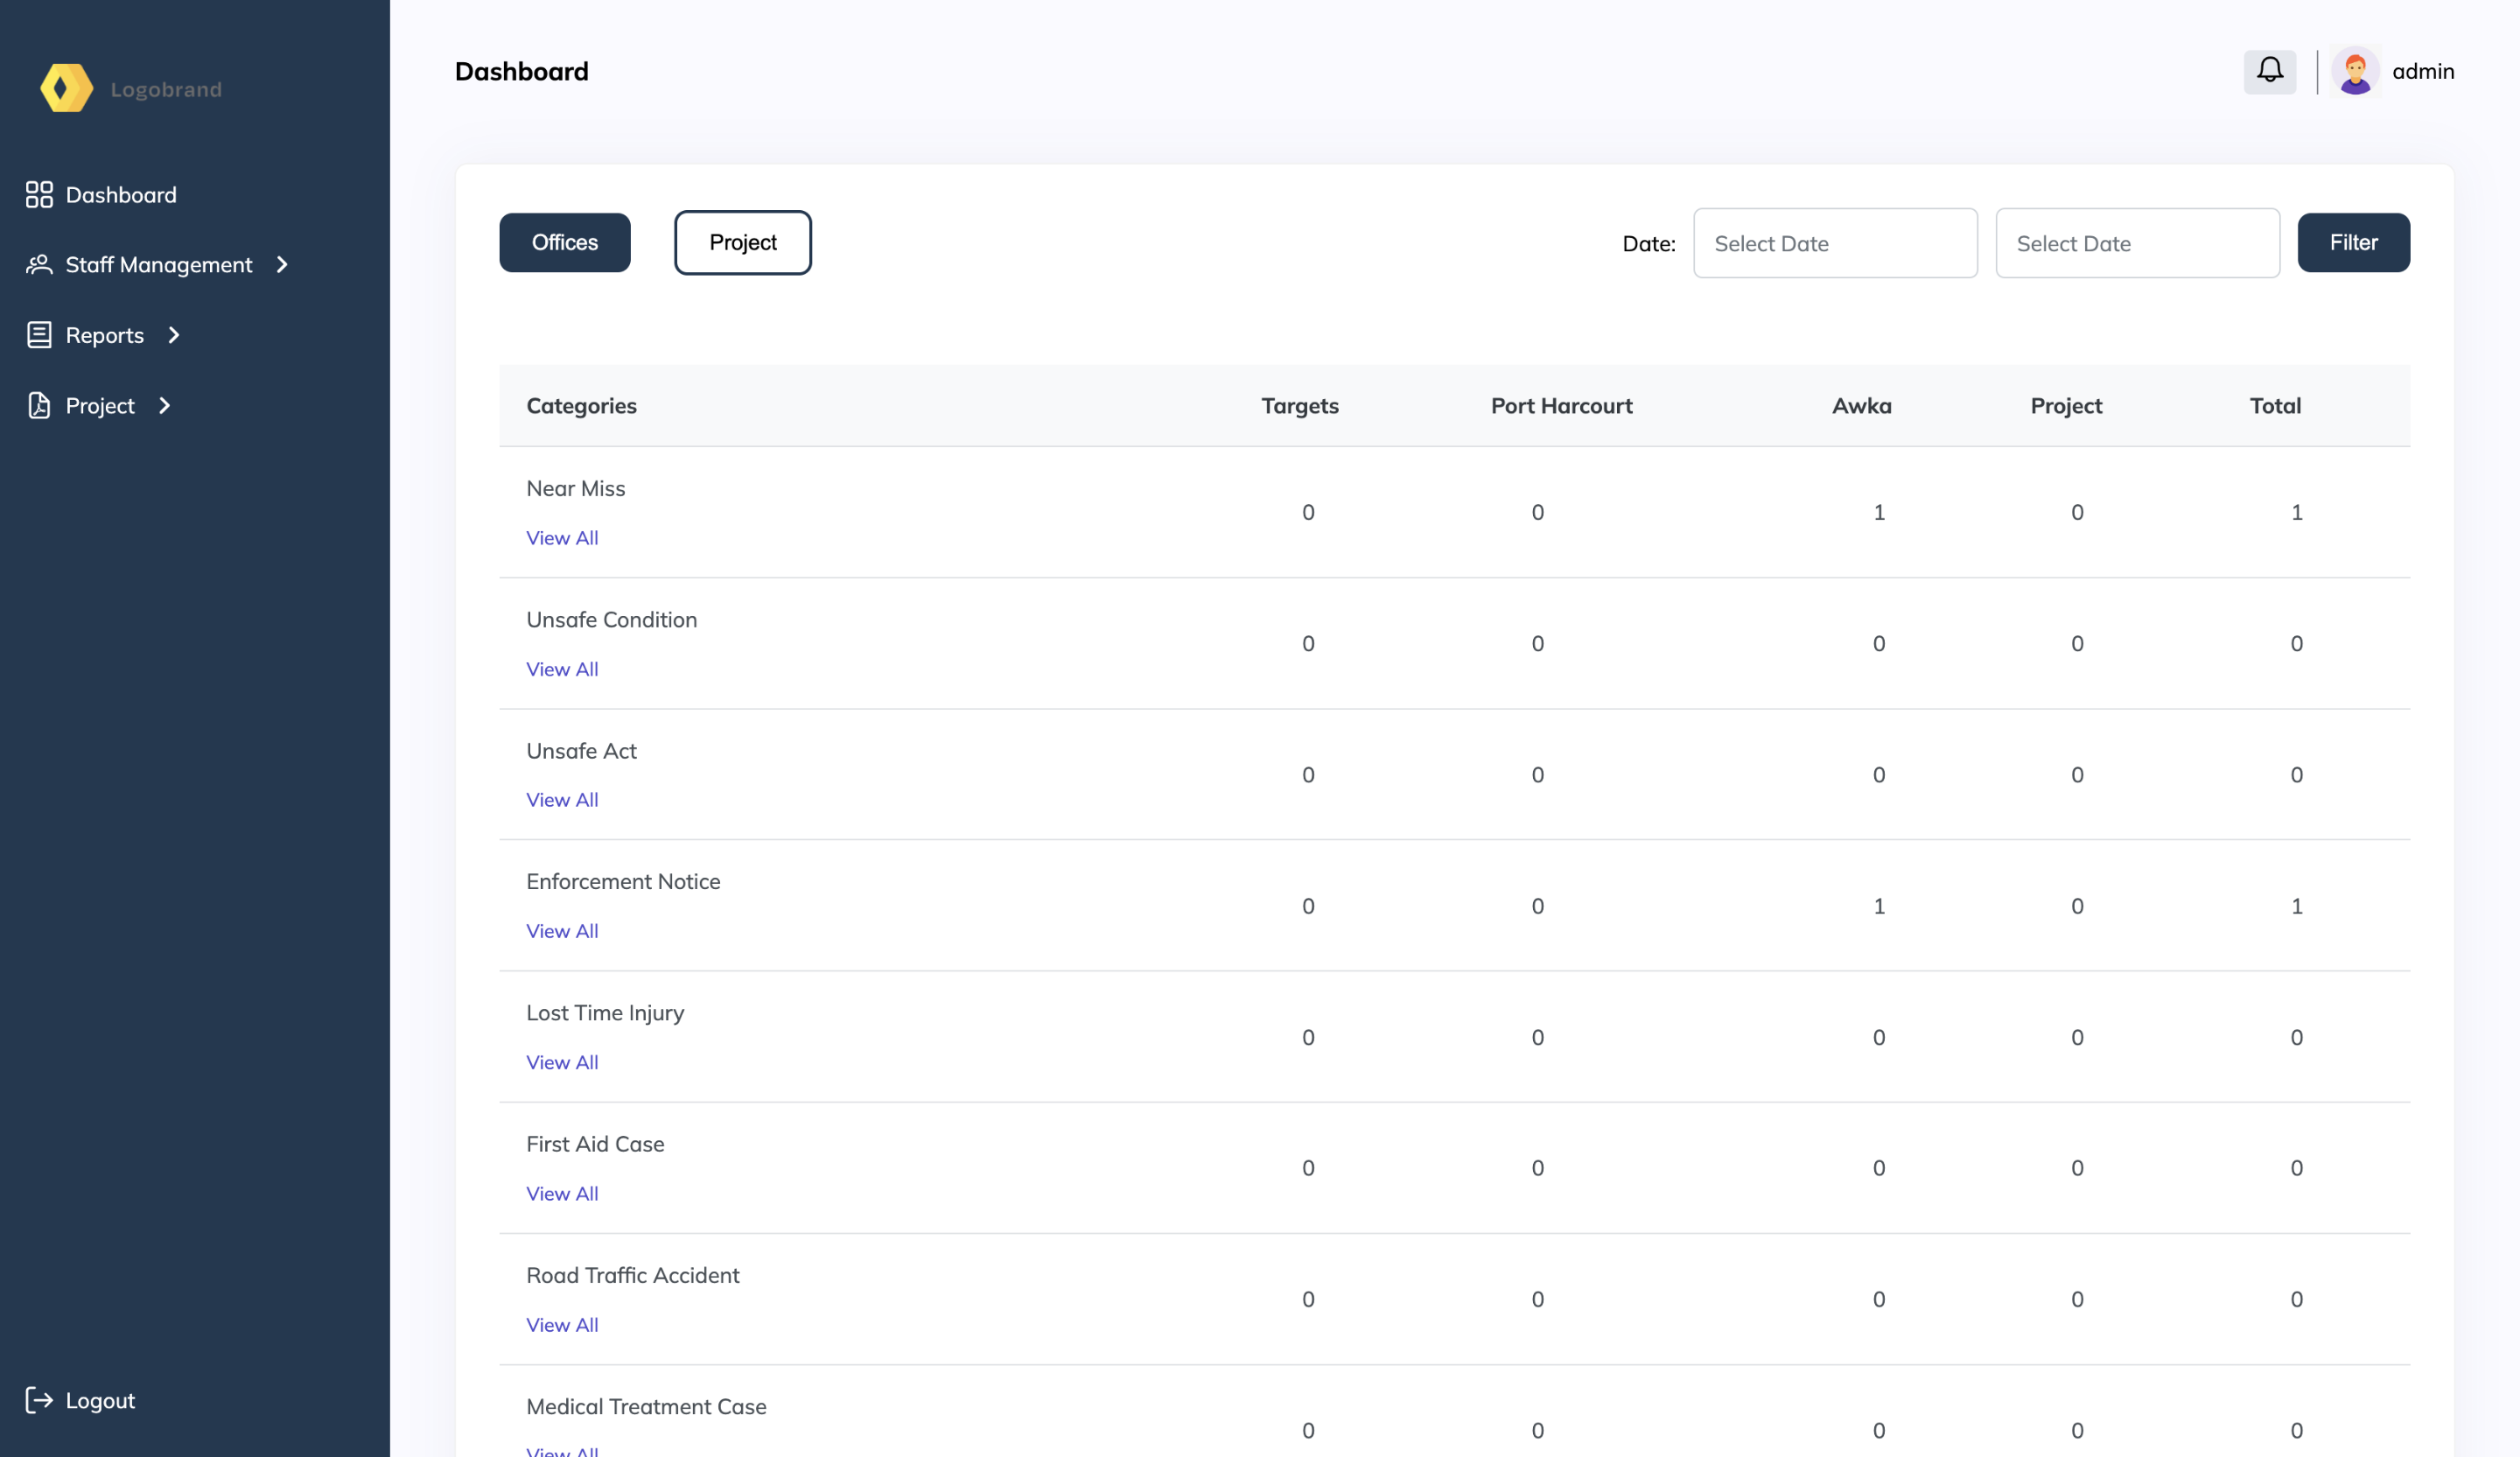 Logobrand
Dashboard
Staff Management
Reports
Project
Logout
Dashboard
admin
Offices
Project
Date:
Select Date
Select Date
Filter
Categories Targets Port Harcourt Awka Project Total
Near Miss
View All
0 0 1 0 1
Unsafe Condition
View All
0 0 0 0 0
Unsafe Act
View All
0 0 0 0 0
Enforcement Notice
View All
0 0 1 0 1
Lost Time Injury
View All
0 0 0 0 0
First Aid Case
View All
0 0 0 0 0
Road Traffic Accident
View All
0 0 0 0 0
Medical Treatment Case
View All
0 0 0 0 0